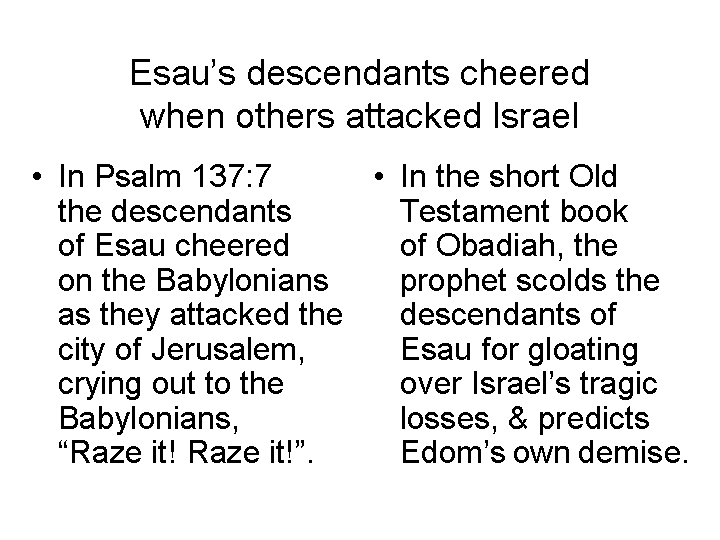 Esau’s descendants cheered
when others attacked Israel
• In Psalm 137:7
the descendants
of Esau cheered
on the Babylonians
as they attacked the
city of Jerusalem,
crying out to the
Babylonians,
“Raze it! Raze it!”.
• In the short Old
Testament book
of Obadiah, the
prophet scolds the
descendants of
Esau for gloating
over Israel’s tragic
losses, & predicts
Edom’s own demise.